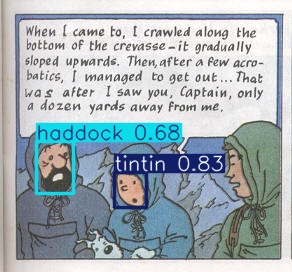 When I came to, I crawled along the
bottom of the crevasse – it gradually
sloped upwards. Then, after a few acro-
batics, I managed to get out... That
was after I saw you, Captain, only
a dozen yards away from me.
haddock 0.68
tintin 0.83